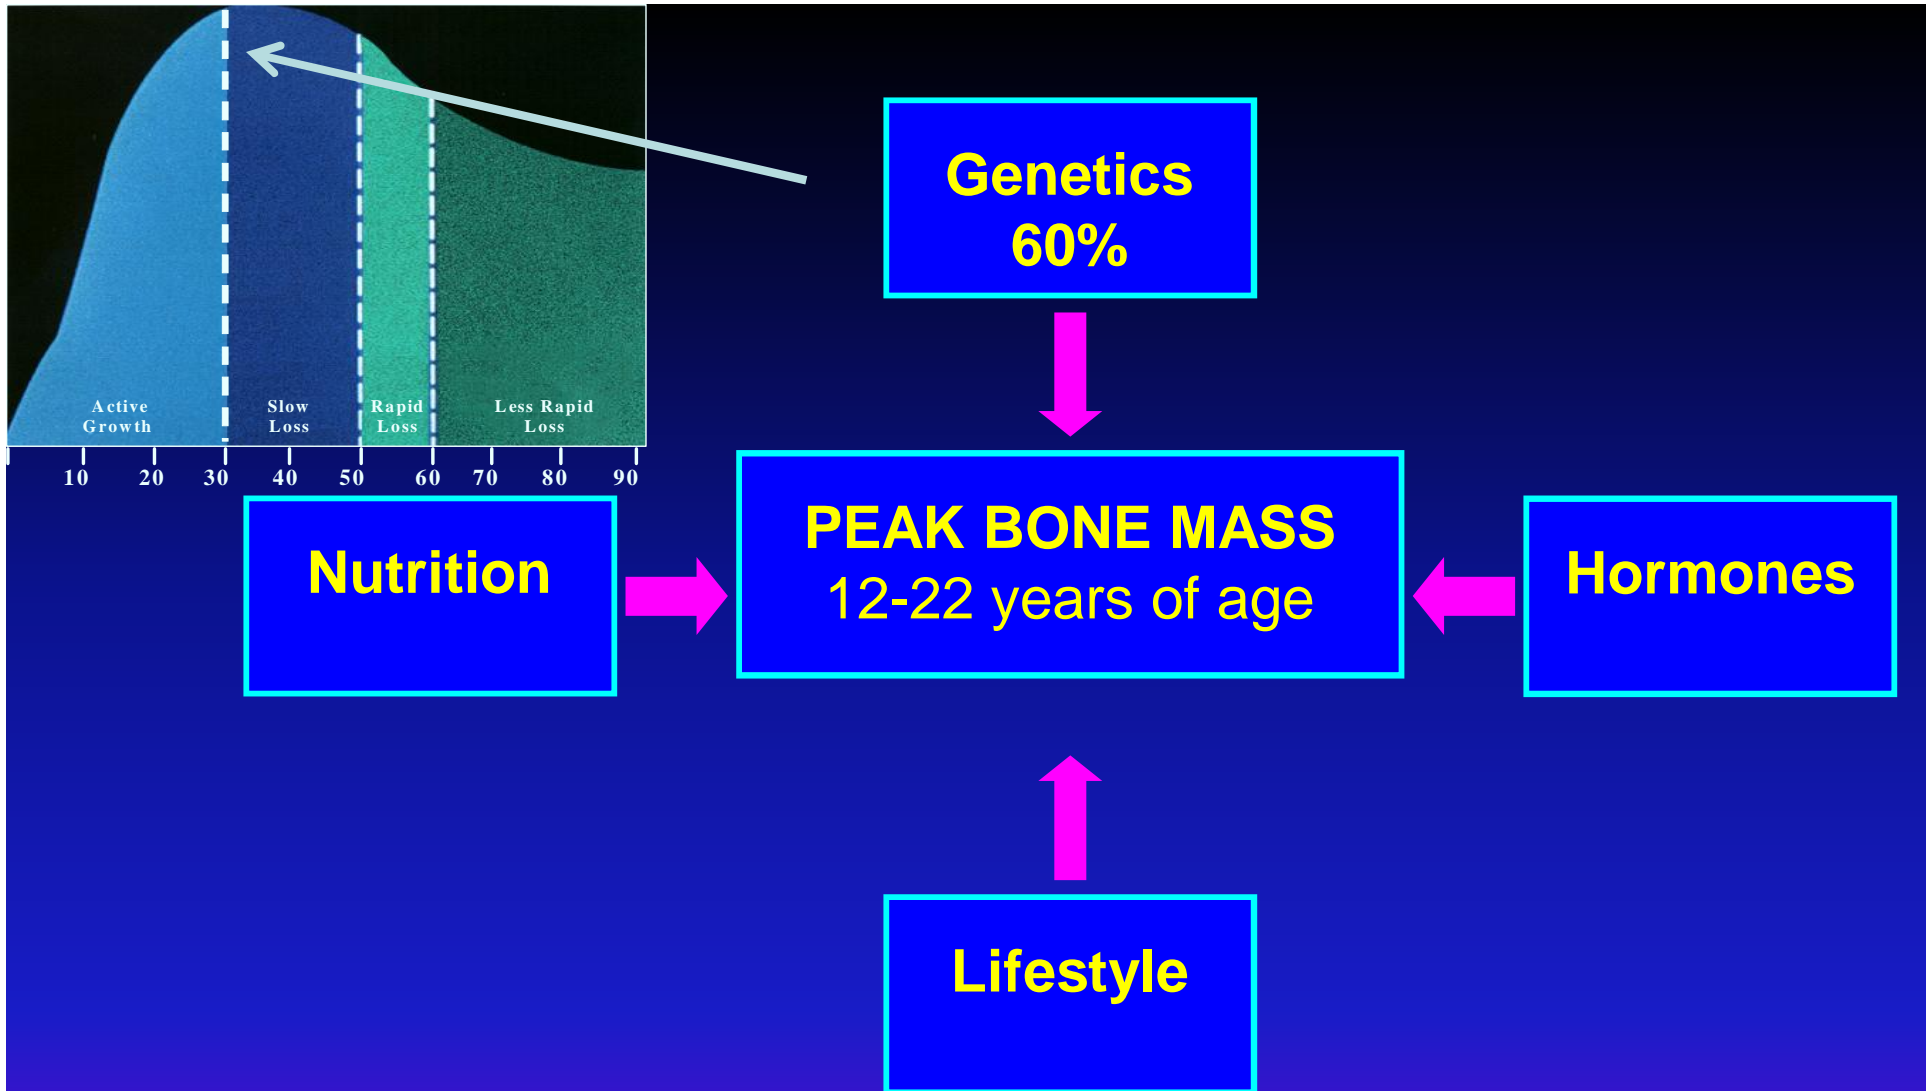 Active
Growth
Slow
Loss
Rapid
Loss
Less Rapid
Loss
10 20 30 40 50 60 70 80 90
Genetics
60%
Nutrition
PEAK BONE MASS
12-22 years of age
Hormones
Lifestyle